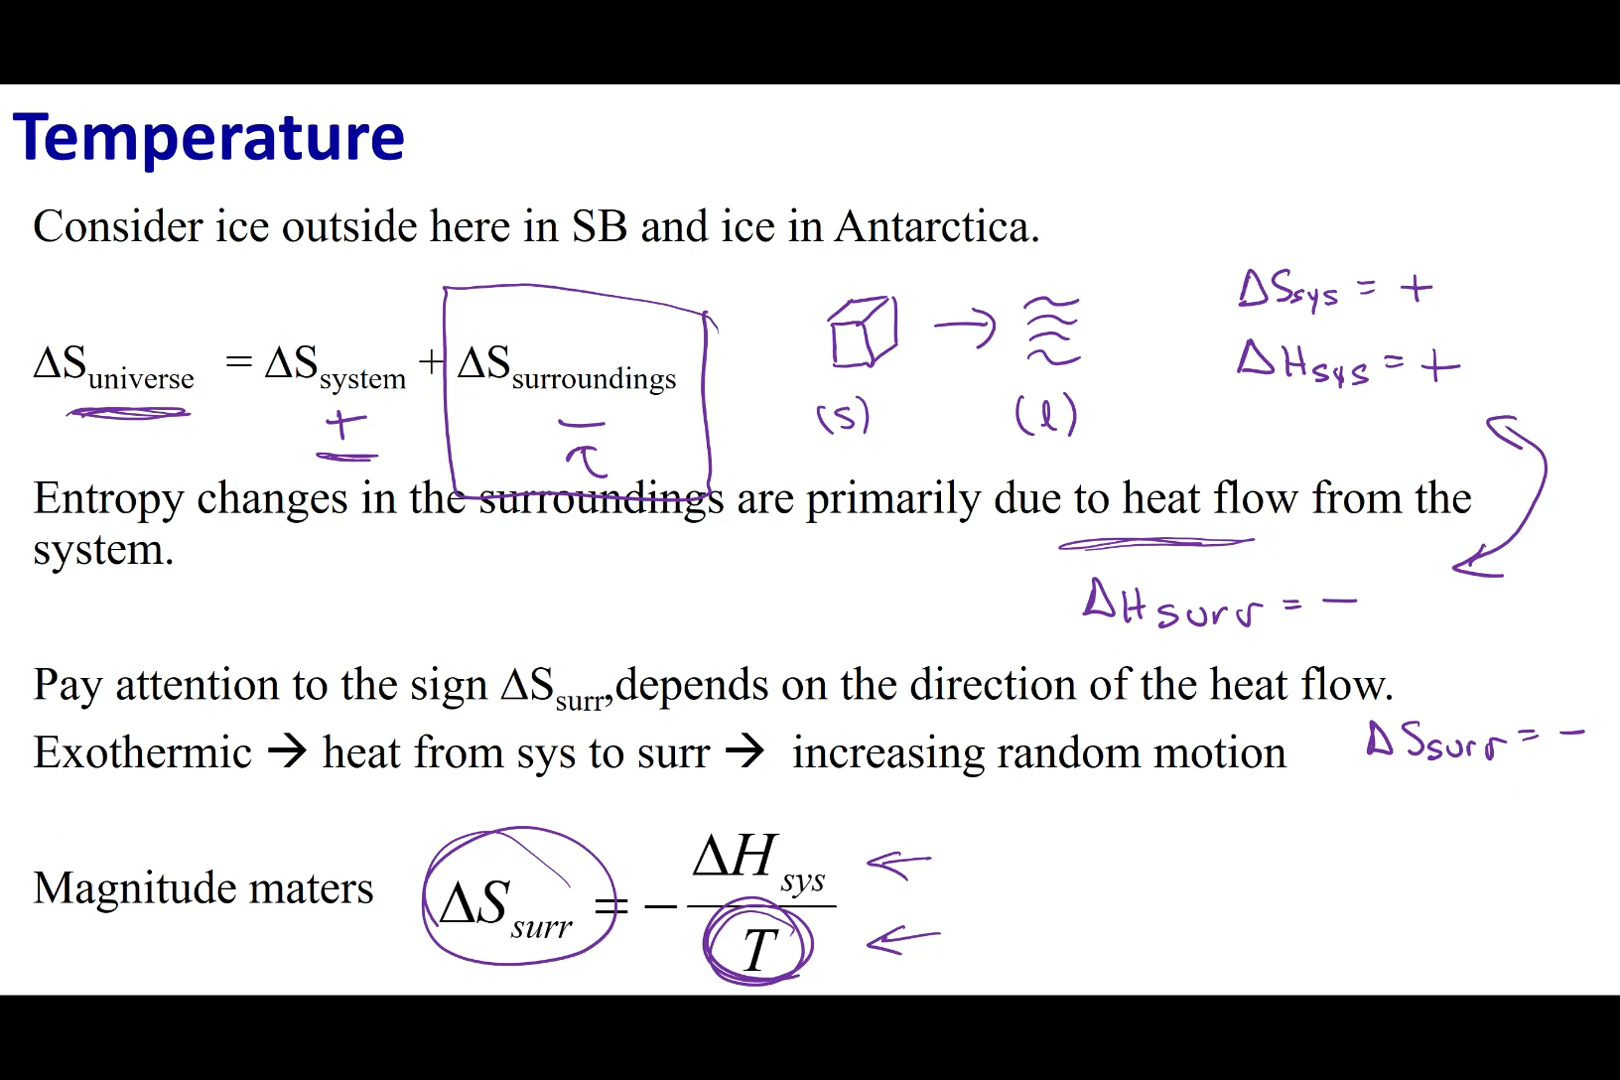 Temperature
Consider ice outside here in SB and ice in Antarctica.
ΔSsys = +
ΔHsys = +
ΔSuniverse = ΔSsystem + ΔSsurroundings
+ −
(s) → (l)
Entropy changes in the surroundings are primarily due to heat flow from the
system.
ΔHsurr = −
Pay attention to the sign ΔSsurr,depends on the direction of the heat flow.
ΔSsurr = −
Exothermic → heat from sys to surr → increasing random motion
Magnitude maters ΔSsurr = − ΔHsys / T